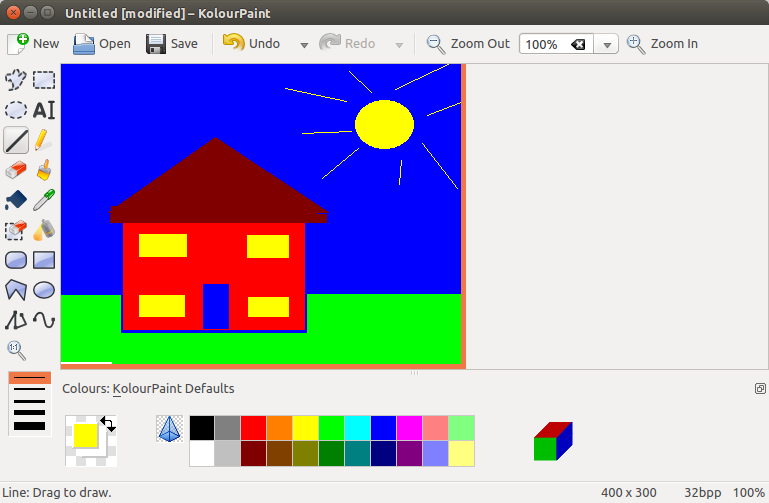 Untitled [modified] – KolourPaint
New Open Save Undo Redo Zoom Out 100% Zoom In
AI
Colours: KolourPaint Defaults
Line: Drag to draw. 400 x 300 32bpp 100%